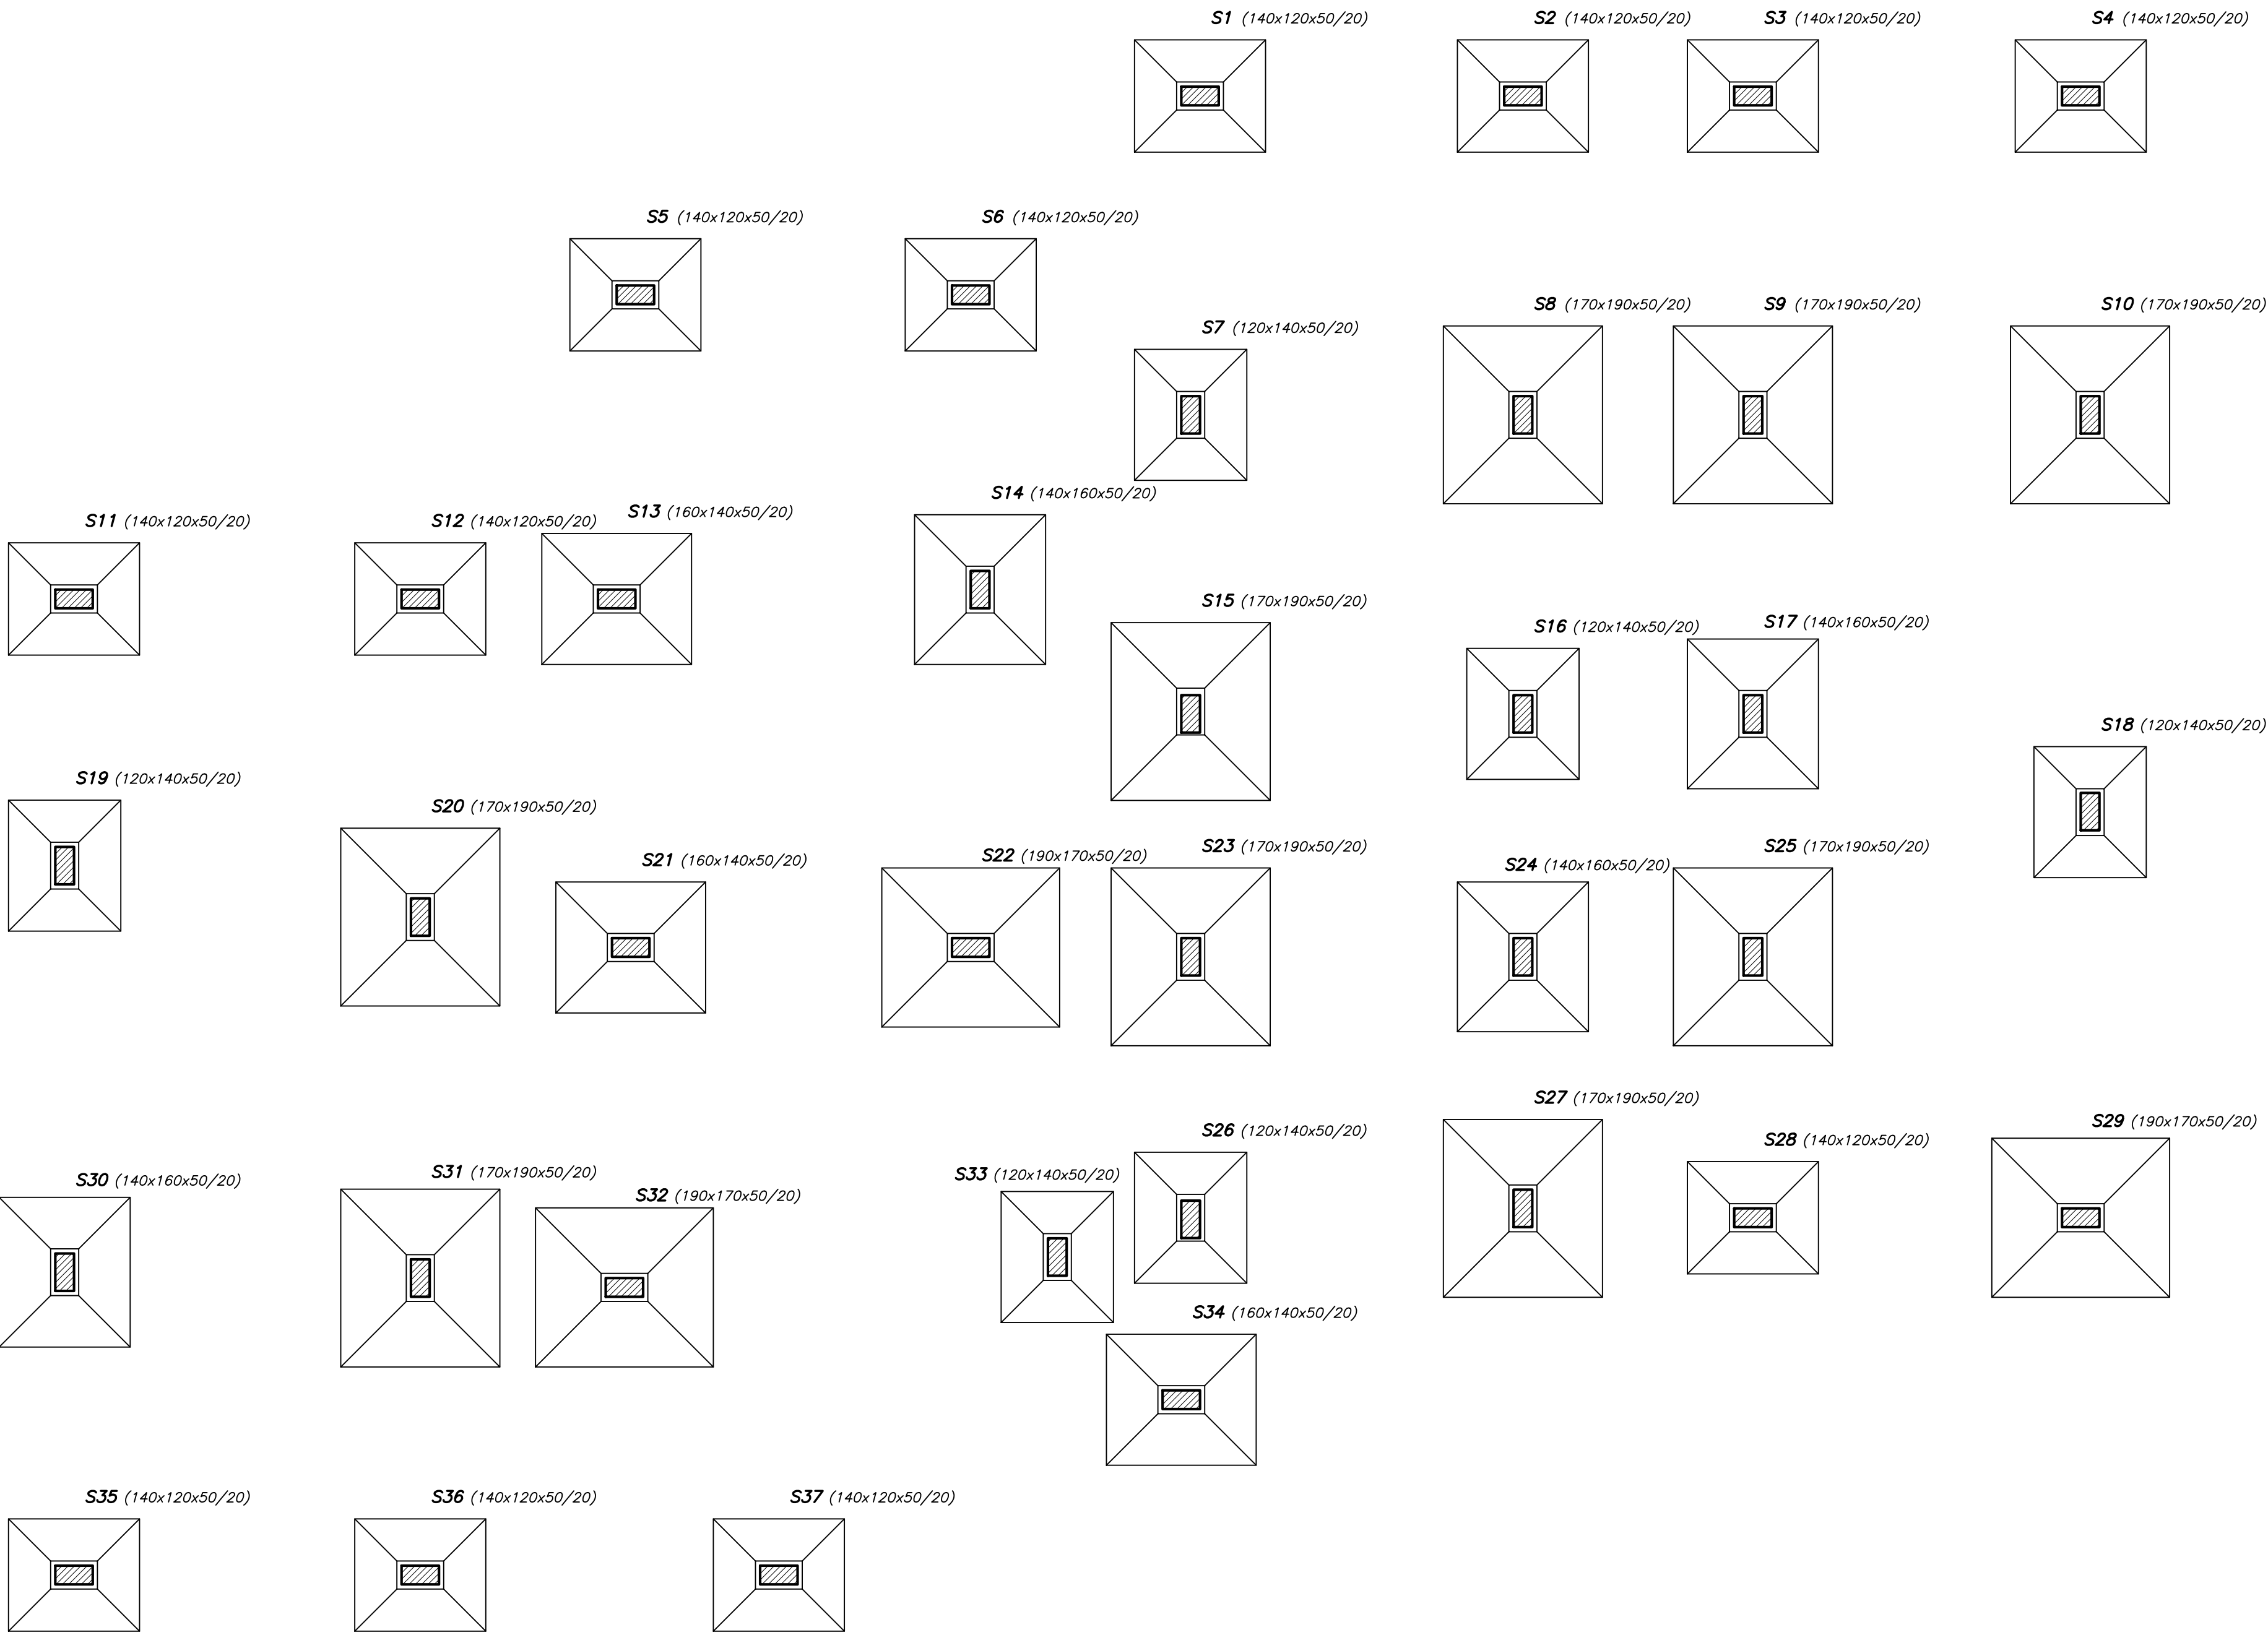 S1 (140x120x50/20)
S2 (140x120x50/20)
S3 (140x120x50/20)
S4 (140x120x50/20)
S5 (140x120x50/20)
S6 (140x120x50/20)
S7 (120x140x50/20)
S8 (170x190x50/20)
S9 (170x190x50/20)
S10 (170x190x50/20)
S11 (140x120x50/20)
S12 (140x120x50/20)
S13 (160x140x50/20)
S14 (140x160x50/20)
S15 (170x190x50/20)
S16 (120x140x50/20)
S17 (140x160x50/20)
S18 (120x140x50/20)
S19 (120x140x50/20)
S20 (170x190x50/20)
S21 (160x140x50/20)
S22 (190x170x50/20)
S23 (170x190x50/20)
S24 (140x160x50/20)
S25 (170x190x50/20)
S26 (120x140x50/20)
S27 (170x190x50/20)
S28 (140x120x50/20)
S29 (190x170x50/20)
S30 (140x160x50/20)
S31 (170x190x50/20)
S32 (190x170x50/20)
S33 (120x140x50/20)
S34 (160x140x50/20)
S35 (140x120x50/20)
S36 (140x120x50/20)
S37 (140x120x50/20)